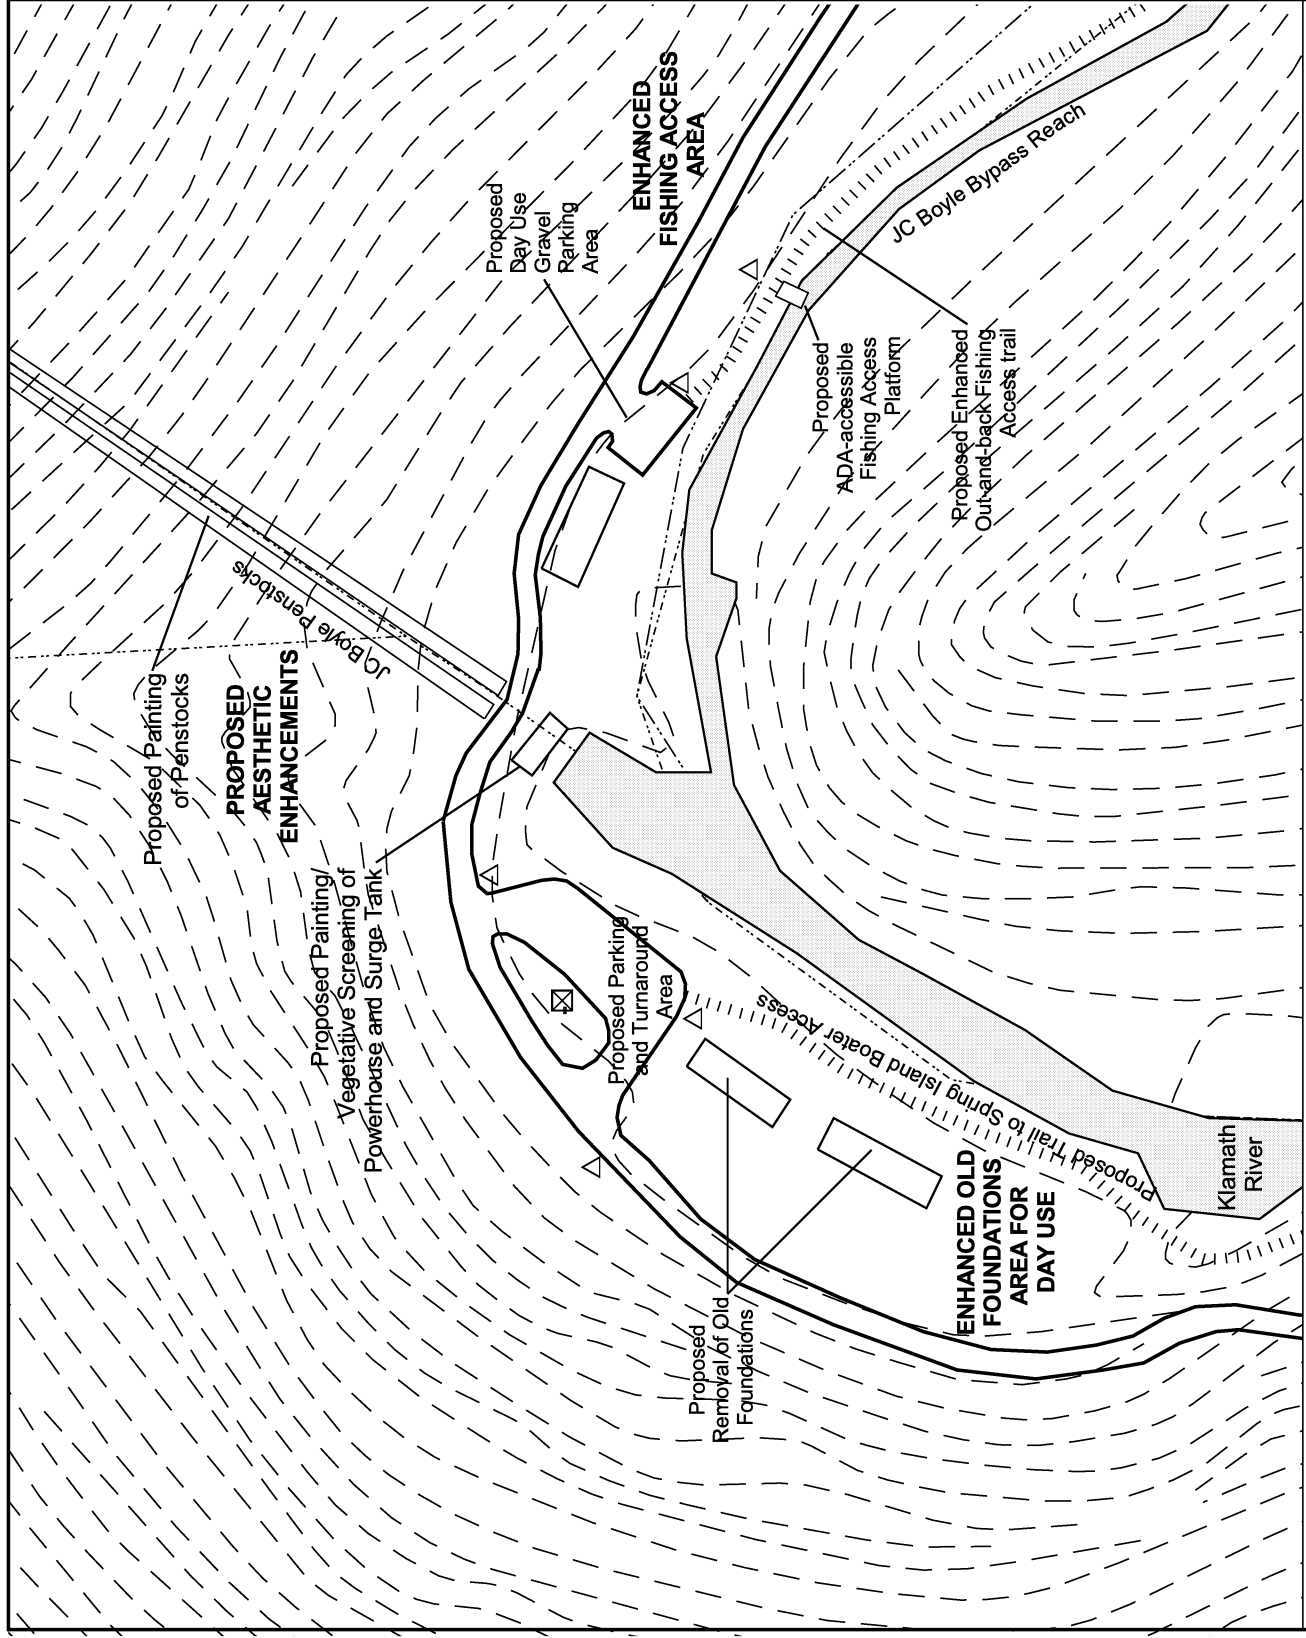 Proposed Painting
of Penstocks
PROPOSED
AESTHETIC
ENHANCEMENTS
JC Boyle Penstocks
Proposed Painting/
Vegetative Screening of
Powerhouse and Surge Tank
Proposed
Day Use
Gravel
Parking
Area
ENHANCED
FISHING ACCESS
AREA
JC Boyle Bypass Reach
Proposed
ADA-accessible
Fishing Access
Platform
Proposed Enhanced
Out-and-back Fishing
Access trail
Proposed Parking
and Turnaround
Area
Proposed Trail to Spring Island Boater Access
Proposed
Removal of Old
Foundations
ENHANCED OLD
FOUNDATIONS
AREA FOR
DAY USE
Klamath
River